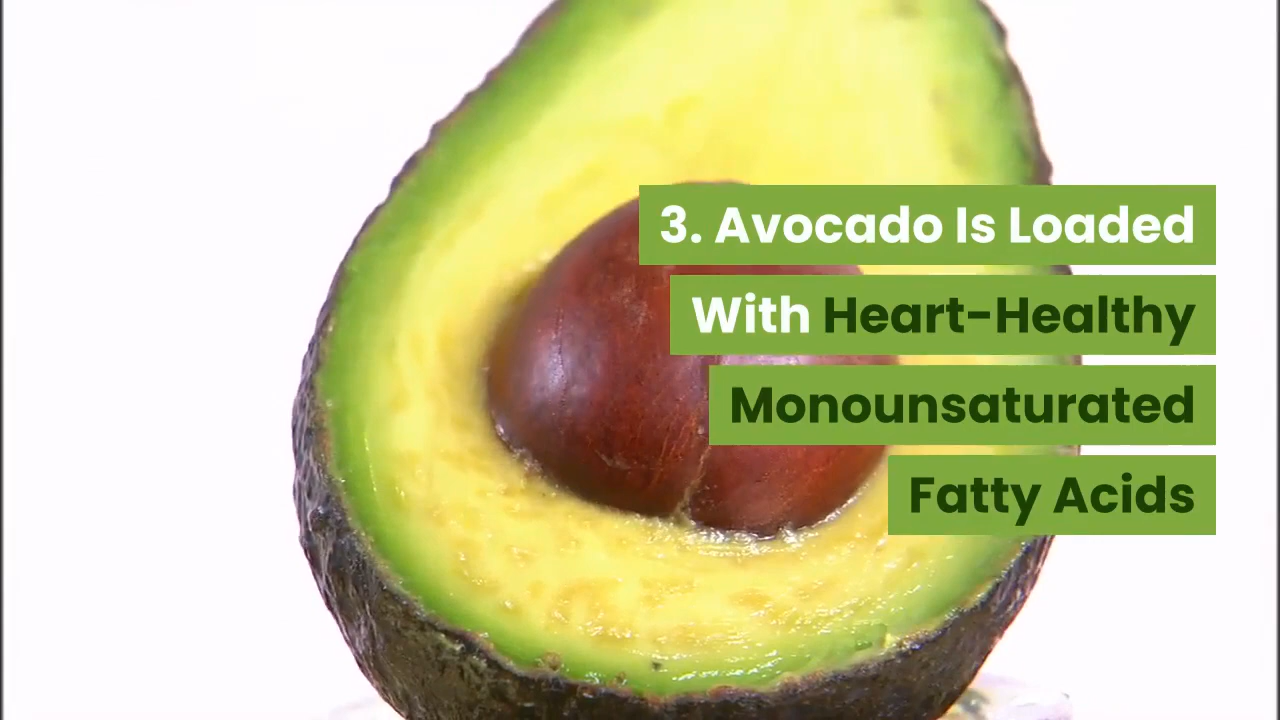 3. Avocado Is Loaded
With Heart-Healthy
Monounsaturated
Fatty Acids